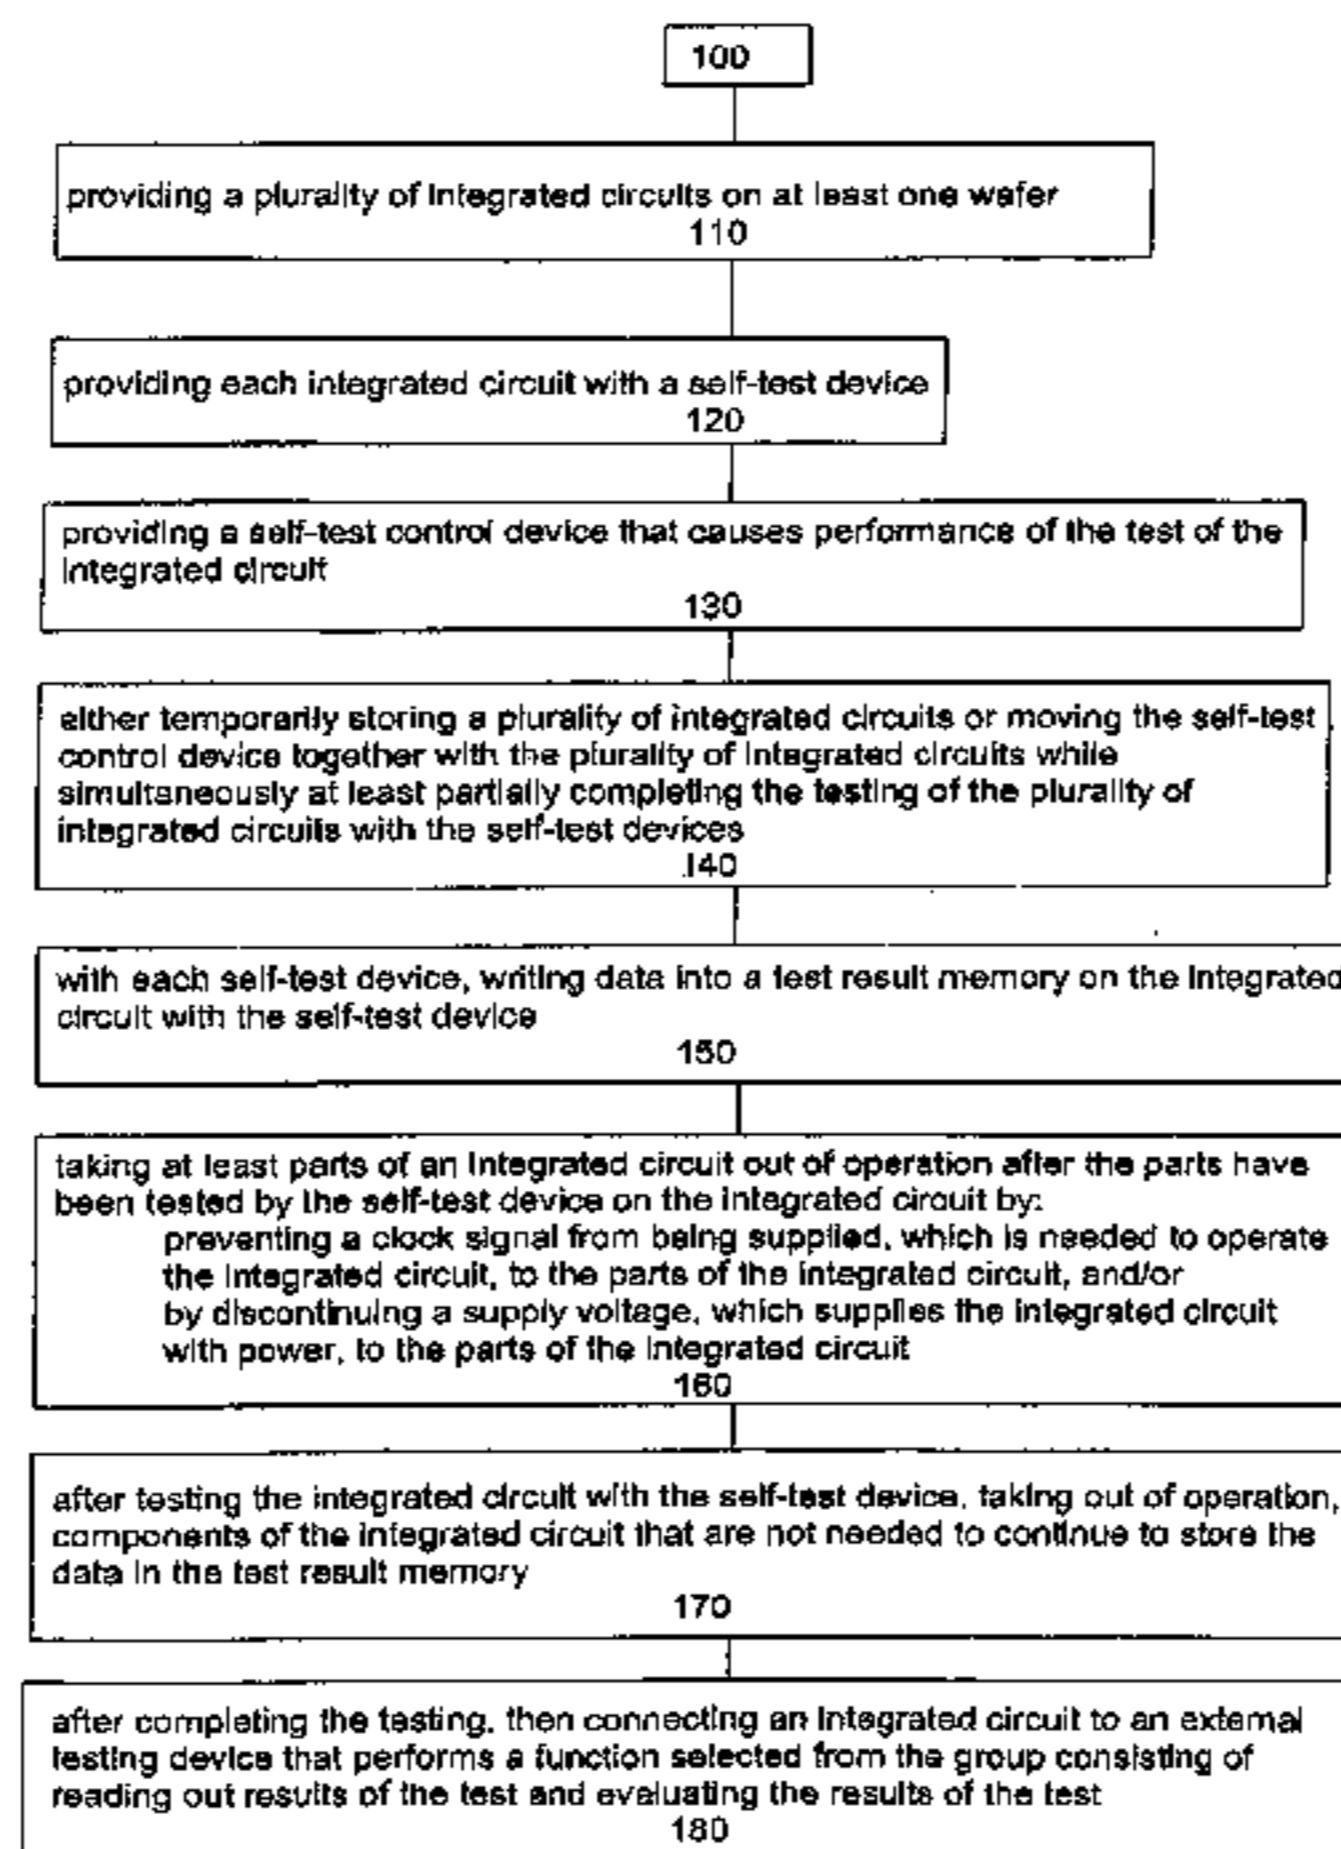 100
providing a plurality of integrated circuits on at least one wafer
110
providing each integrated circuit with a self-test device
120
providing a self-test control device that causes performance of the test of the
integrated circuit
130
either temporarily storing a plurality of integrated circuits or moving the self-test
control device together with the plurality of integrated circuits while
simultaneously at least partially completing the testing of the plurality of
integrated circuits with the self-test devices
140
with each self-test device, writing data into a test result memory on the integrated
circuit with the self-test device
150
taking at least parts of an integrated circuit out of operation after the parts have
been tested by the self-test device on the integrated circuit by:
preventing a clock signal from being supplied, which is needed to operate
the integrated circuit, to the parts of the integrated circuit, and/or
by discontinuing a supply voltage, which supplies the integrated circuit
with power, to the parts of the integrated circuit
160
after testing the integrated circuit with the self-test device, taking out of operation,
components of the integrated circuit that are not needed to continue to store the
data in the test result memory
170
after completing the testing, then connecting an integrated circuit to an external
testing device that performs a function selected from the group consisting of
reading out results of the test and evaluating the results of the test
180